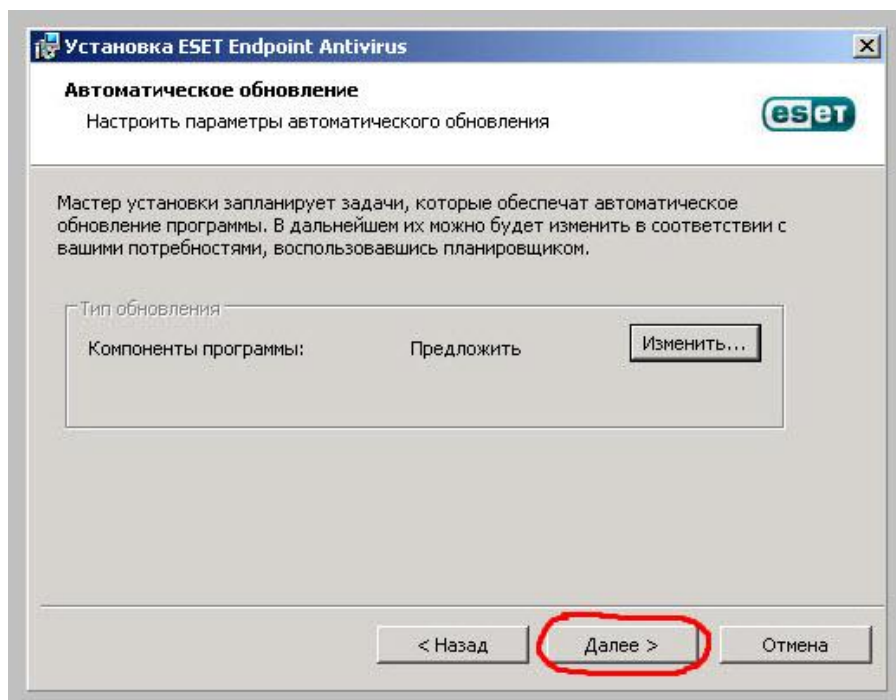 Установка ESET Endpoint Antivirus
Автоматическое обновление
Настроить параметры автоматического обновления
eset
Мастер установки запланирует задачи, которые обеспечат автоматическое
обновление программы. В дальнейшем их можно будет изменить в соответствии с
вашими потребностями, воспользовавшись планировщиком.
Тип обновления
Компоненты программы: Предложить Изменить...
< Назад Далее > Отмена